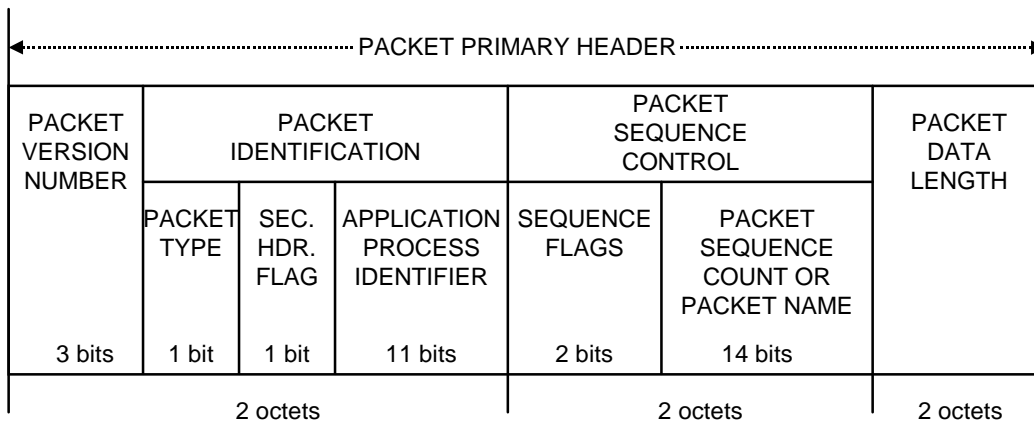 PACKET PRIMARY HEADER
PACKET
VERSION
NUMBER
PACKET
IDENTIFICATION
PACKET
SEQUENCE
CONTROL
PACKET
DATA
LENGTH
PACKET
TYPE
SEC.
HDR.
FLAG
APPLICATION
PROCESS
IDENTIFIER
SEQUENCE
FLAGS
PACKET
SEQUENCE
COUNT OR
PACKET NAME
3 bits
1 bit
1 bit
11 bits
2 bits
14 bits
2 octets
2 octets
2 octets